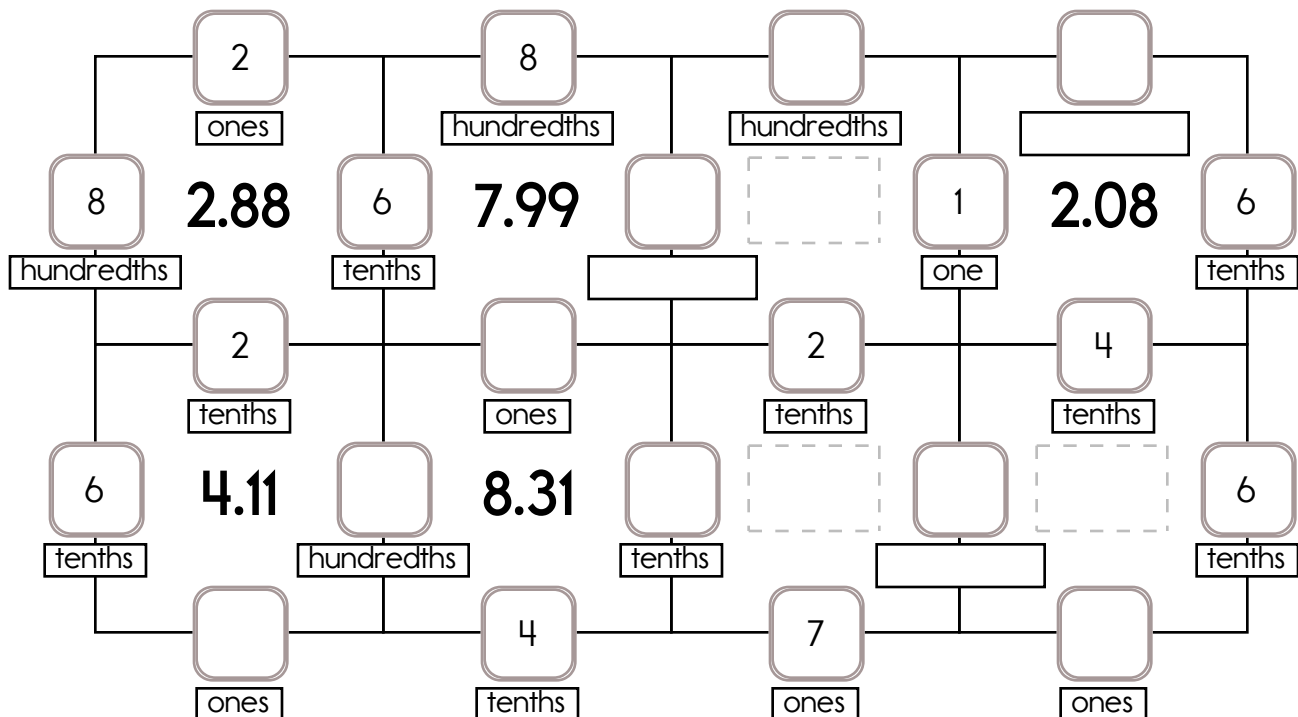 2 8
ones hundredths hundredths
8 2.88 6 7.99 1 2.08 6
hundredths tenths one tenths
2 2 4
tenths ones tenths tenths
6 4.11 8.31 6
tenths hundredths tenths tenths
4 7
ones tenths ones ones